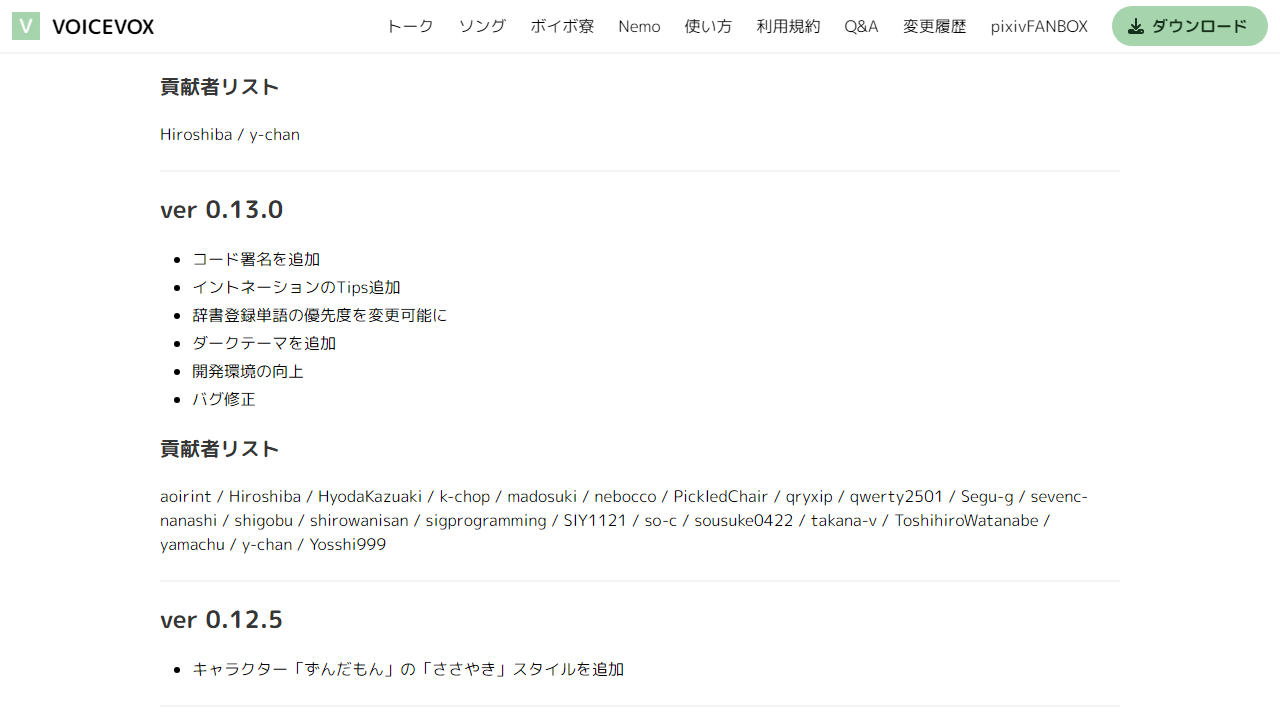 V VOICEVOX トーク ソング ボイボ寮 Nemo 使い方 利用規約 Q&A 変更履歴 pixivFANBOX ダウンロード
貢献者リスト
Hiroshiba / y-chan
ver 0.13.0
• コード署名を追加
• イントネーションのTips追加
• 辞書登録単語の優先度を変更可能に
• ダークテーマを追加
• 開発環境の向上
• バグ修正
貢献者リスト
aoirint / Hiroshiba / HyodaKazuaki / k-chop / madosuki / nebocco / PickledChair / qryxip / qwerty2501 / Segu-g / sevenc-
nanashi / shigobu / shirowanisan / sigprogramming / SIY1121 / so-c / sousuke0422 / takana-v / ToshihiroWatanabe /
yamachu / y-chan / Yosshi999
ver 0.12.5
• キャラクター「ずんだもん」の「ささやき」スタイルを追加